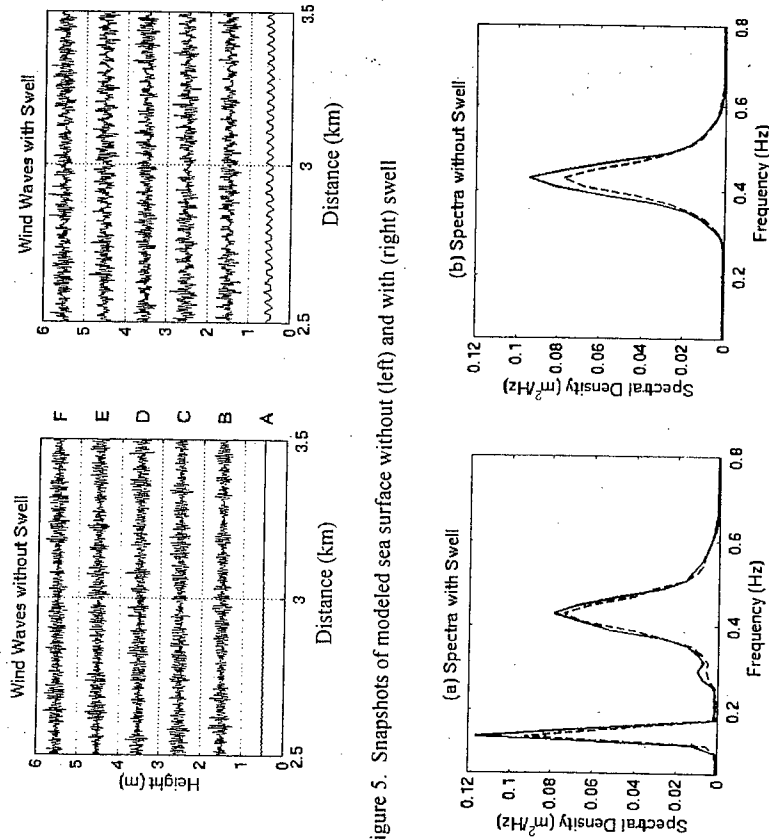 Wind Waves without Swell
6
5
4
3
2
1
0
Height (m)
F
E
D
C
B
A
2.5
3
3.5
Distance (km)
Wind Waves with Swell
6
5
4
3
2
1
0
2.5
3
3.5
Distance (km)
igure 5. Snapshots of modeled sea surface without (left) and with (right) swell
(a) Spectra with Swell
0.12
0.1
0.08
0.06
0.04
0.02
0
Spectral Density (m²/Hz)
0.2
0.4
0.6
0.8
Frequency (Hz)
(b) Spectra without Swell
0.12
0.1
0.08
0.06
0.04
0.02
0
Spectral Density (m²/Hz)
0.2
0.4
0.6
0.8
Frequency (Hz)